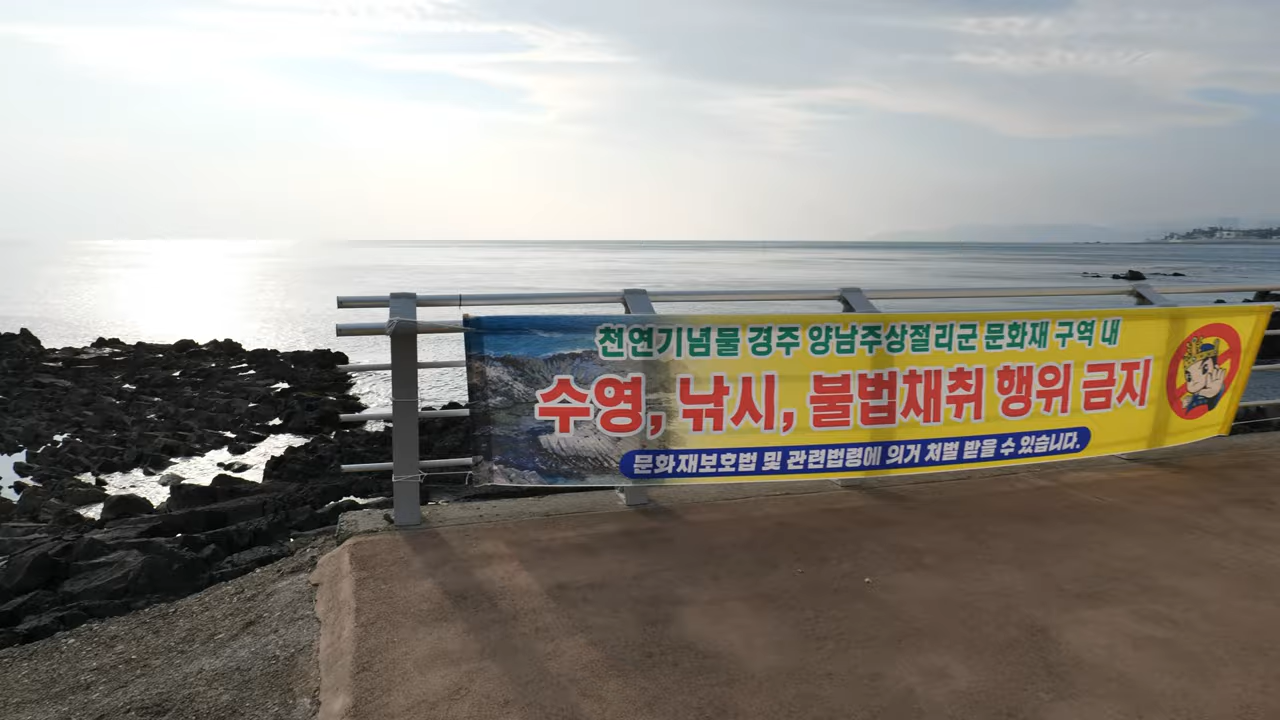 천연기념물 경주 양남주상절리군 문화재 구역 내
수영, 낚시, 불법채취 행위 금지
문화재보호법 및 관련법령에 의거 처벌 받을 수 있습니다.